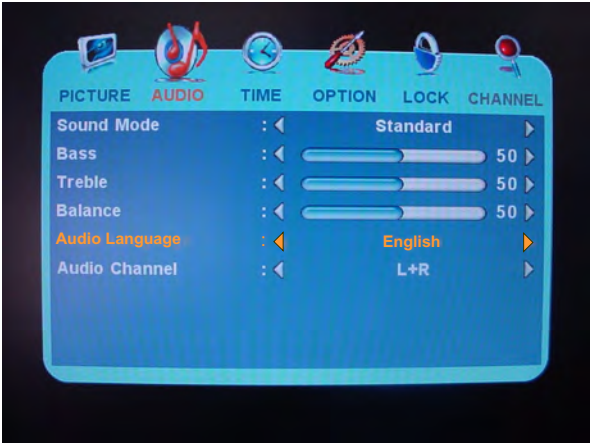 PICTURE AUDIO TIME OPTION LOCK CHANNEL
Sound Mode : Standard
Bass : 50
Treble : 50
Balance : 50
Audio Language : English
Audio Channel : L+R